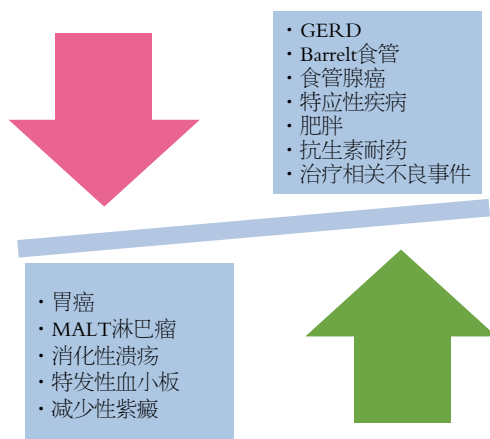 · GERD
· Barrelt食管
· 食管腺癌
· 特应性疾病
· 肥胖
· 抗生素耐药
· 治疗相关不良事件
· 胃癌
· MALT淋巴瘤
· 消化性溃疡
· 特发性血小板
· 减少性紫癜